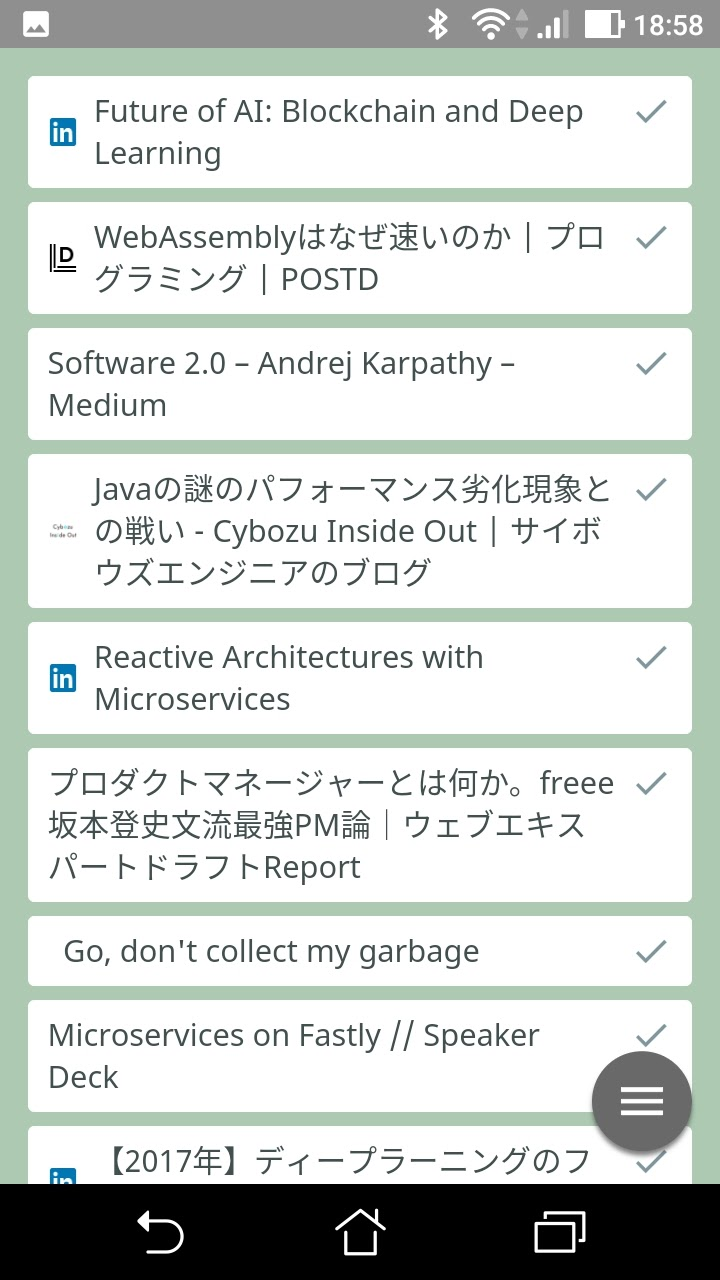 18:58
in
Future of AI: Blockchain and Deep
Learning
D
WebAssemblyはなぜ速いのか | プロ
グラミング | POSTD
Software 2.0 – Andrej Karpathy –
Medium
Javaの謎のパフォーマンス劣化現象と
Cybozu
Inside Out
の戦い - Cybozu Inside Out | サイボ
ウズエンジニアのブログ
in
Reactive Architectures with
Microservices
プロダクトマネージャーとは何か。freee
坂本登史文流最強PM論｜ウェブエキス
パートドラフトReport
Go, don't collect my garbage
Microservices on Fastly // Speaker
Deck
【2017年】ディープラーニングのフ
in